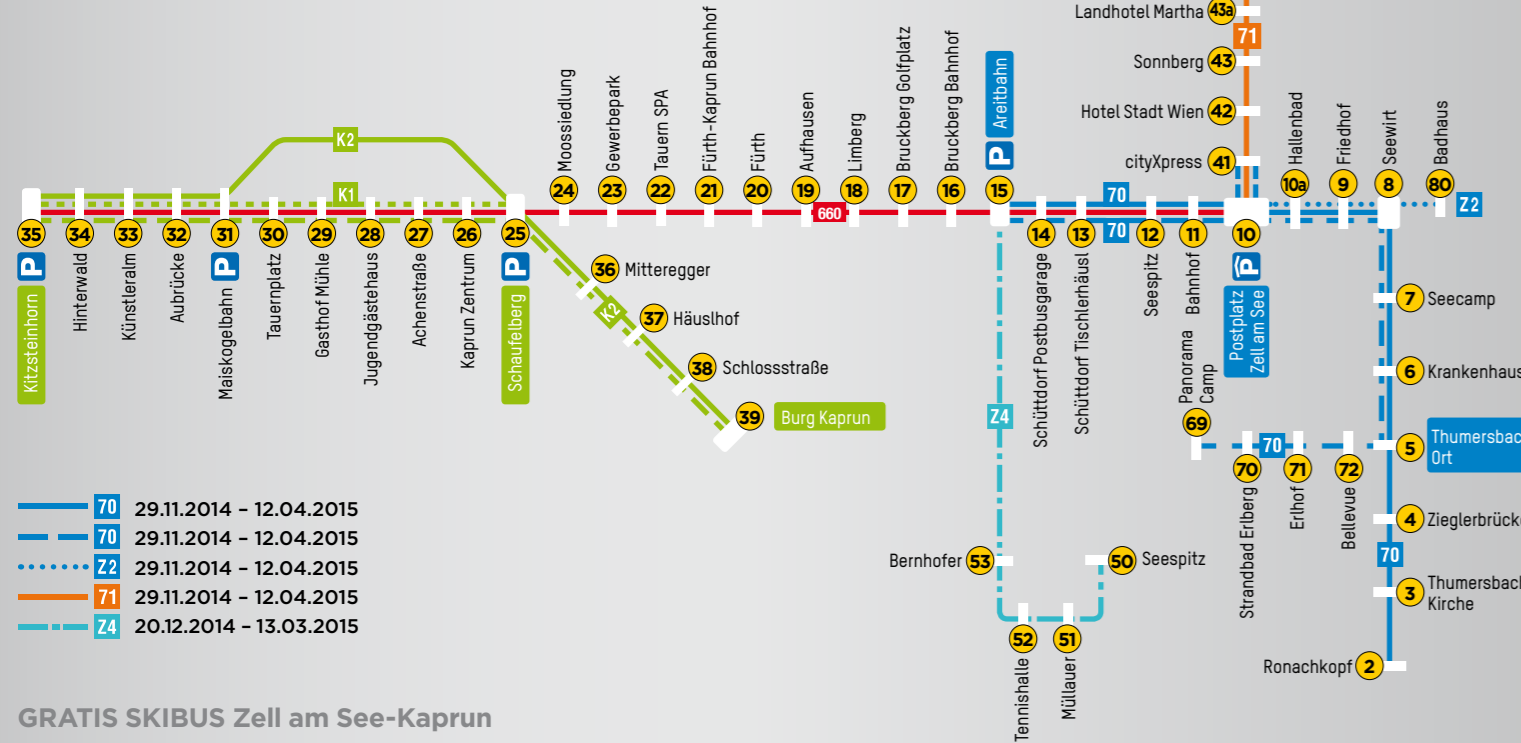 Landhotel Martha 43a
71
Sonnberg 43
Hotel Stadt Wien 42
cityXpress 41
K2
K1
35
P
Kitzsteinhorn
34
Hinterwald
33
Künstleralm
32
Aubrücke
31
P
Maiskogelbahn
30
Tauernplatz
29
Gasthof Mühle
28
Jugendgästehaus
27
Achenstraße
26
Kaprun Zentrum
25
P
Schaufelberg
Moossiedlung
24
Gewerbepark
23
Tauern SPA
22
Fürth-Kaprun Bahnhof
21
Fürth
20
Aufhausen
19
660
Limberg
18
Bruckberg Golfplatz
17
Bruckberg Bahnhof
16
Areitbahn
P
15
70
70
14
Schüttdorf Postbusgarage
13
Schüttdorf Tischlerhäusl
12
Seespitz
11
Bahnhof
10
P
Postplatz
Zell am See
Hallenbad
10a
Friedhof
9
Seewirt
8
Badhaus
80
Z2
36 Mitteregger
K2
37 Häuslhof
38 Schlossstraße
39 Burg Kaprun
7 Seecamp
6 Krankenhaus
5 Thumersbac
Ort
4 Zieglerbrück
70
3 Thumersbac
Kirche
Ronachkopf 2
Panorama
Camp
69
70
70
Strandbad Erlberg
71
Erlhof
72
Bellevue
Z4
Bernhofer 53
50 Seespitz
52
Tennishalle
51
Müllauer
70 29.11.2014 – 12.04.2015
70 29.11.2014 – 12.04.2015
Z2 29.11.2014 – 12.04.2015
71 29.11.2014 – 12.04.2015
Z4 20.12.2014 – 13.03.2015
GRATIS SKIBUS Zell am See-Kaprun